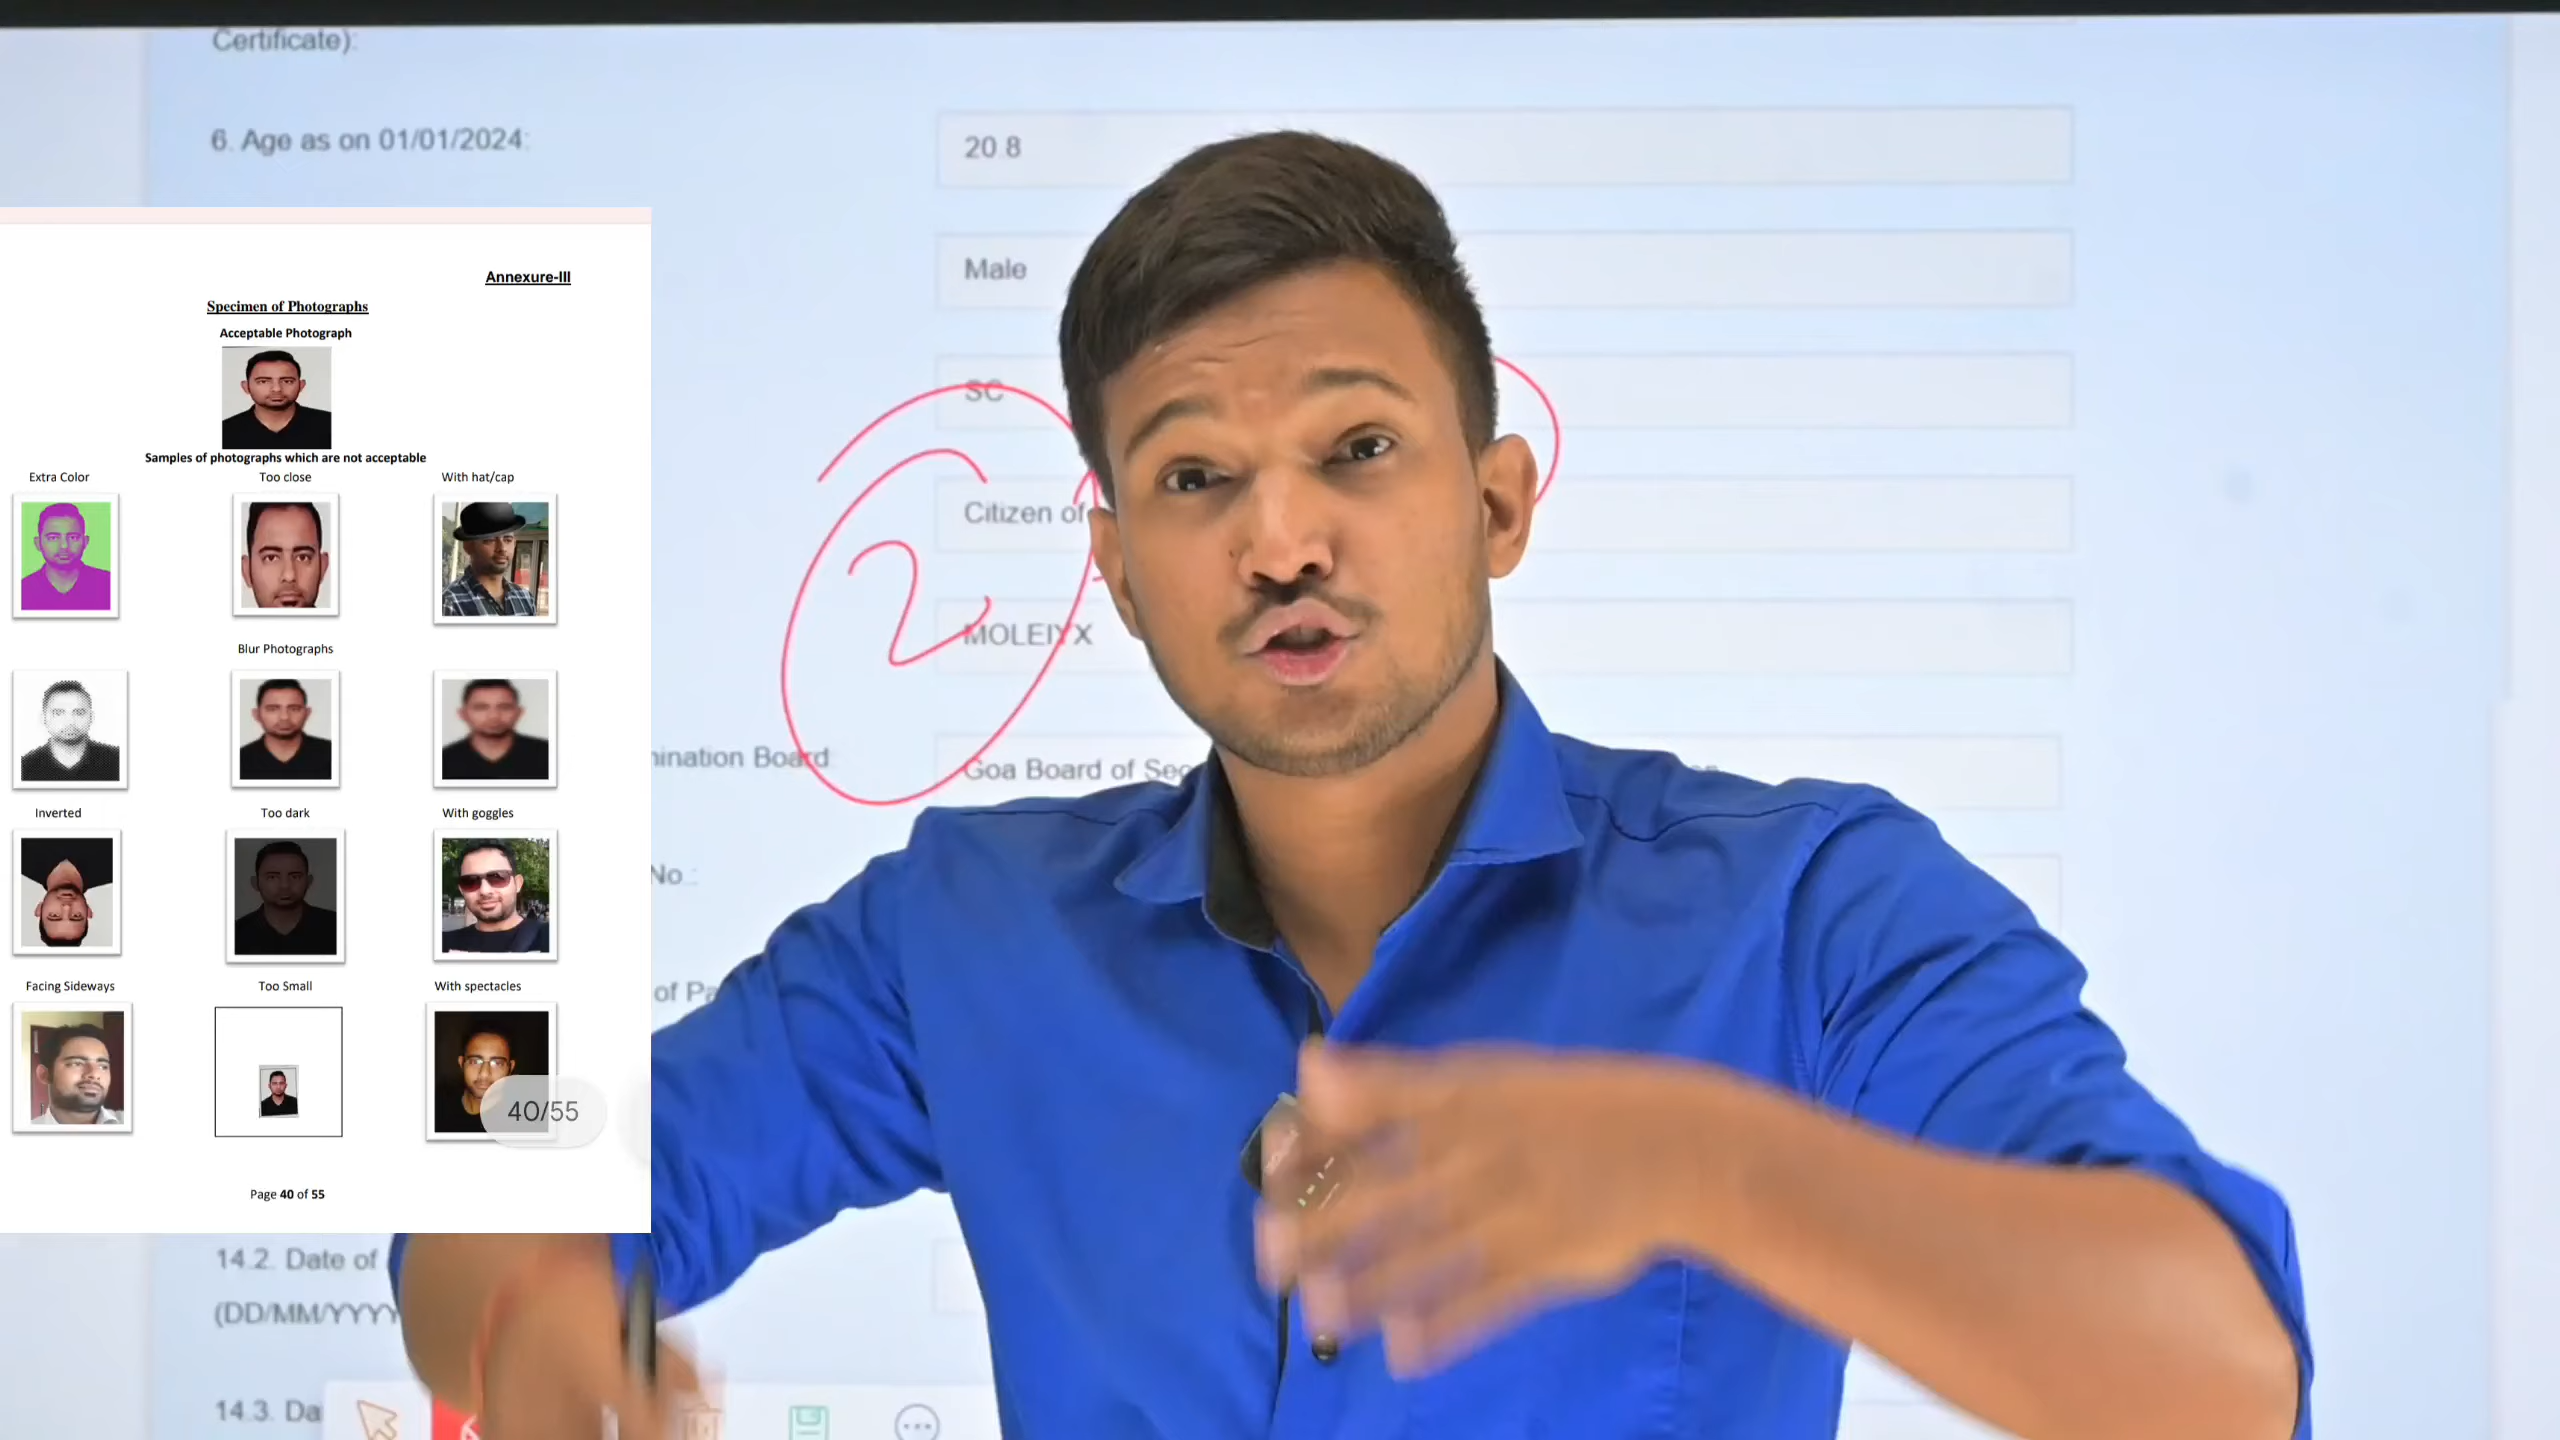 Certificate):
6. Age as on 01/01/2024:
20.8
Male
SC
Citizen of
2
MOLEIYX
mination Board
Goa Board of Sec
No.:
of Pa
14.2. Date of
(DD/MM/YYYY
14.3. Da
Annexure-III
Specimen of Photographs
Acceptable Photograph
Samples of photographs which are not acceptable
Extra Color Too close With hat/cap
Blur Photographs
Inverted Too dark With goggles
Facing Sideways Too Small With spectacles
40/55
Page 40 of 55